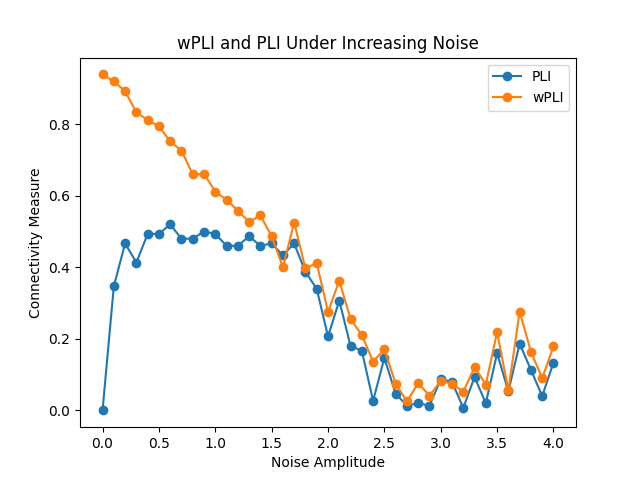 wPLI and PLI Under Increasing Noise
PLI
wPLI
Connectivity Measure
0.8
0.6
0.4
0.2
0.0
0.0 0.5 1.0 1.5 2.0 2.5 3.0 3.5 4.0
Noise Amplitude